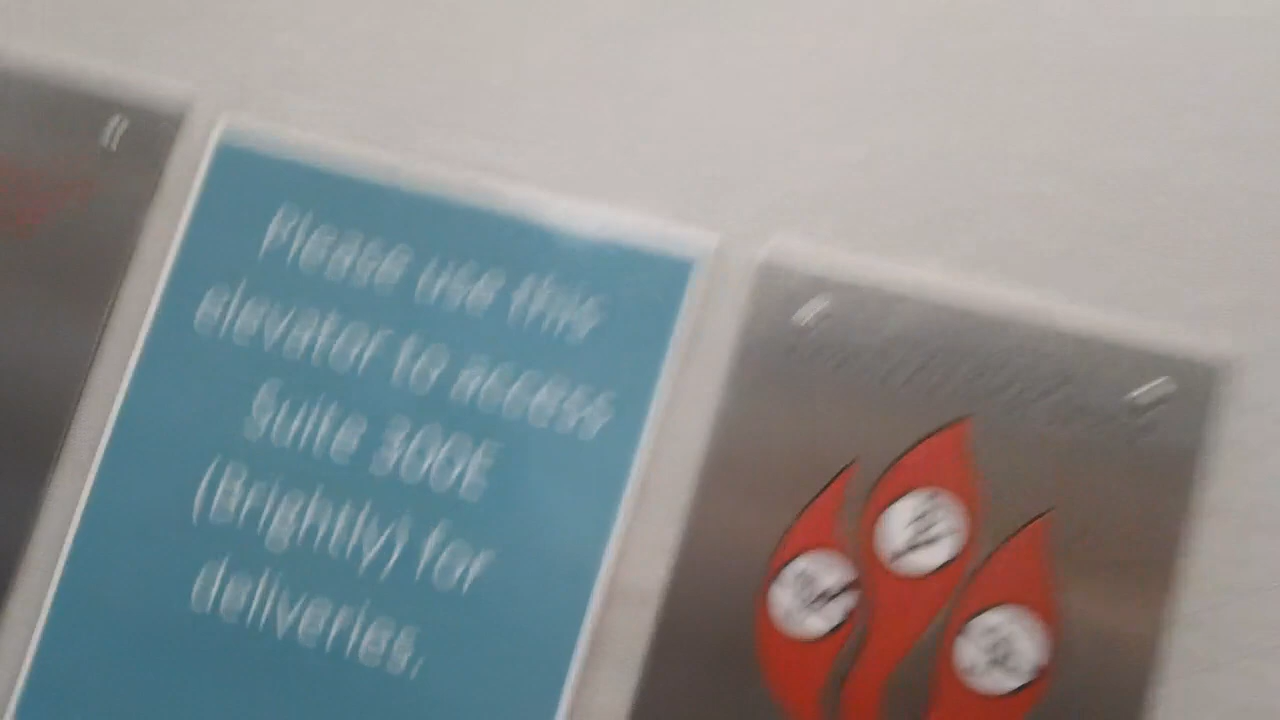 Please use this
elevator to access
Suite 300E
(Brightly) for
deliveries.